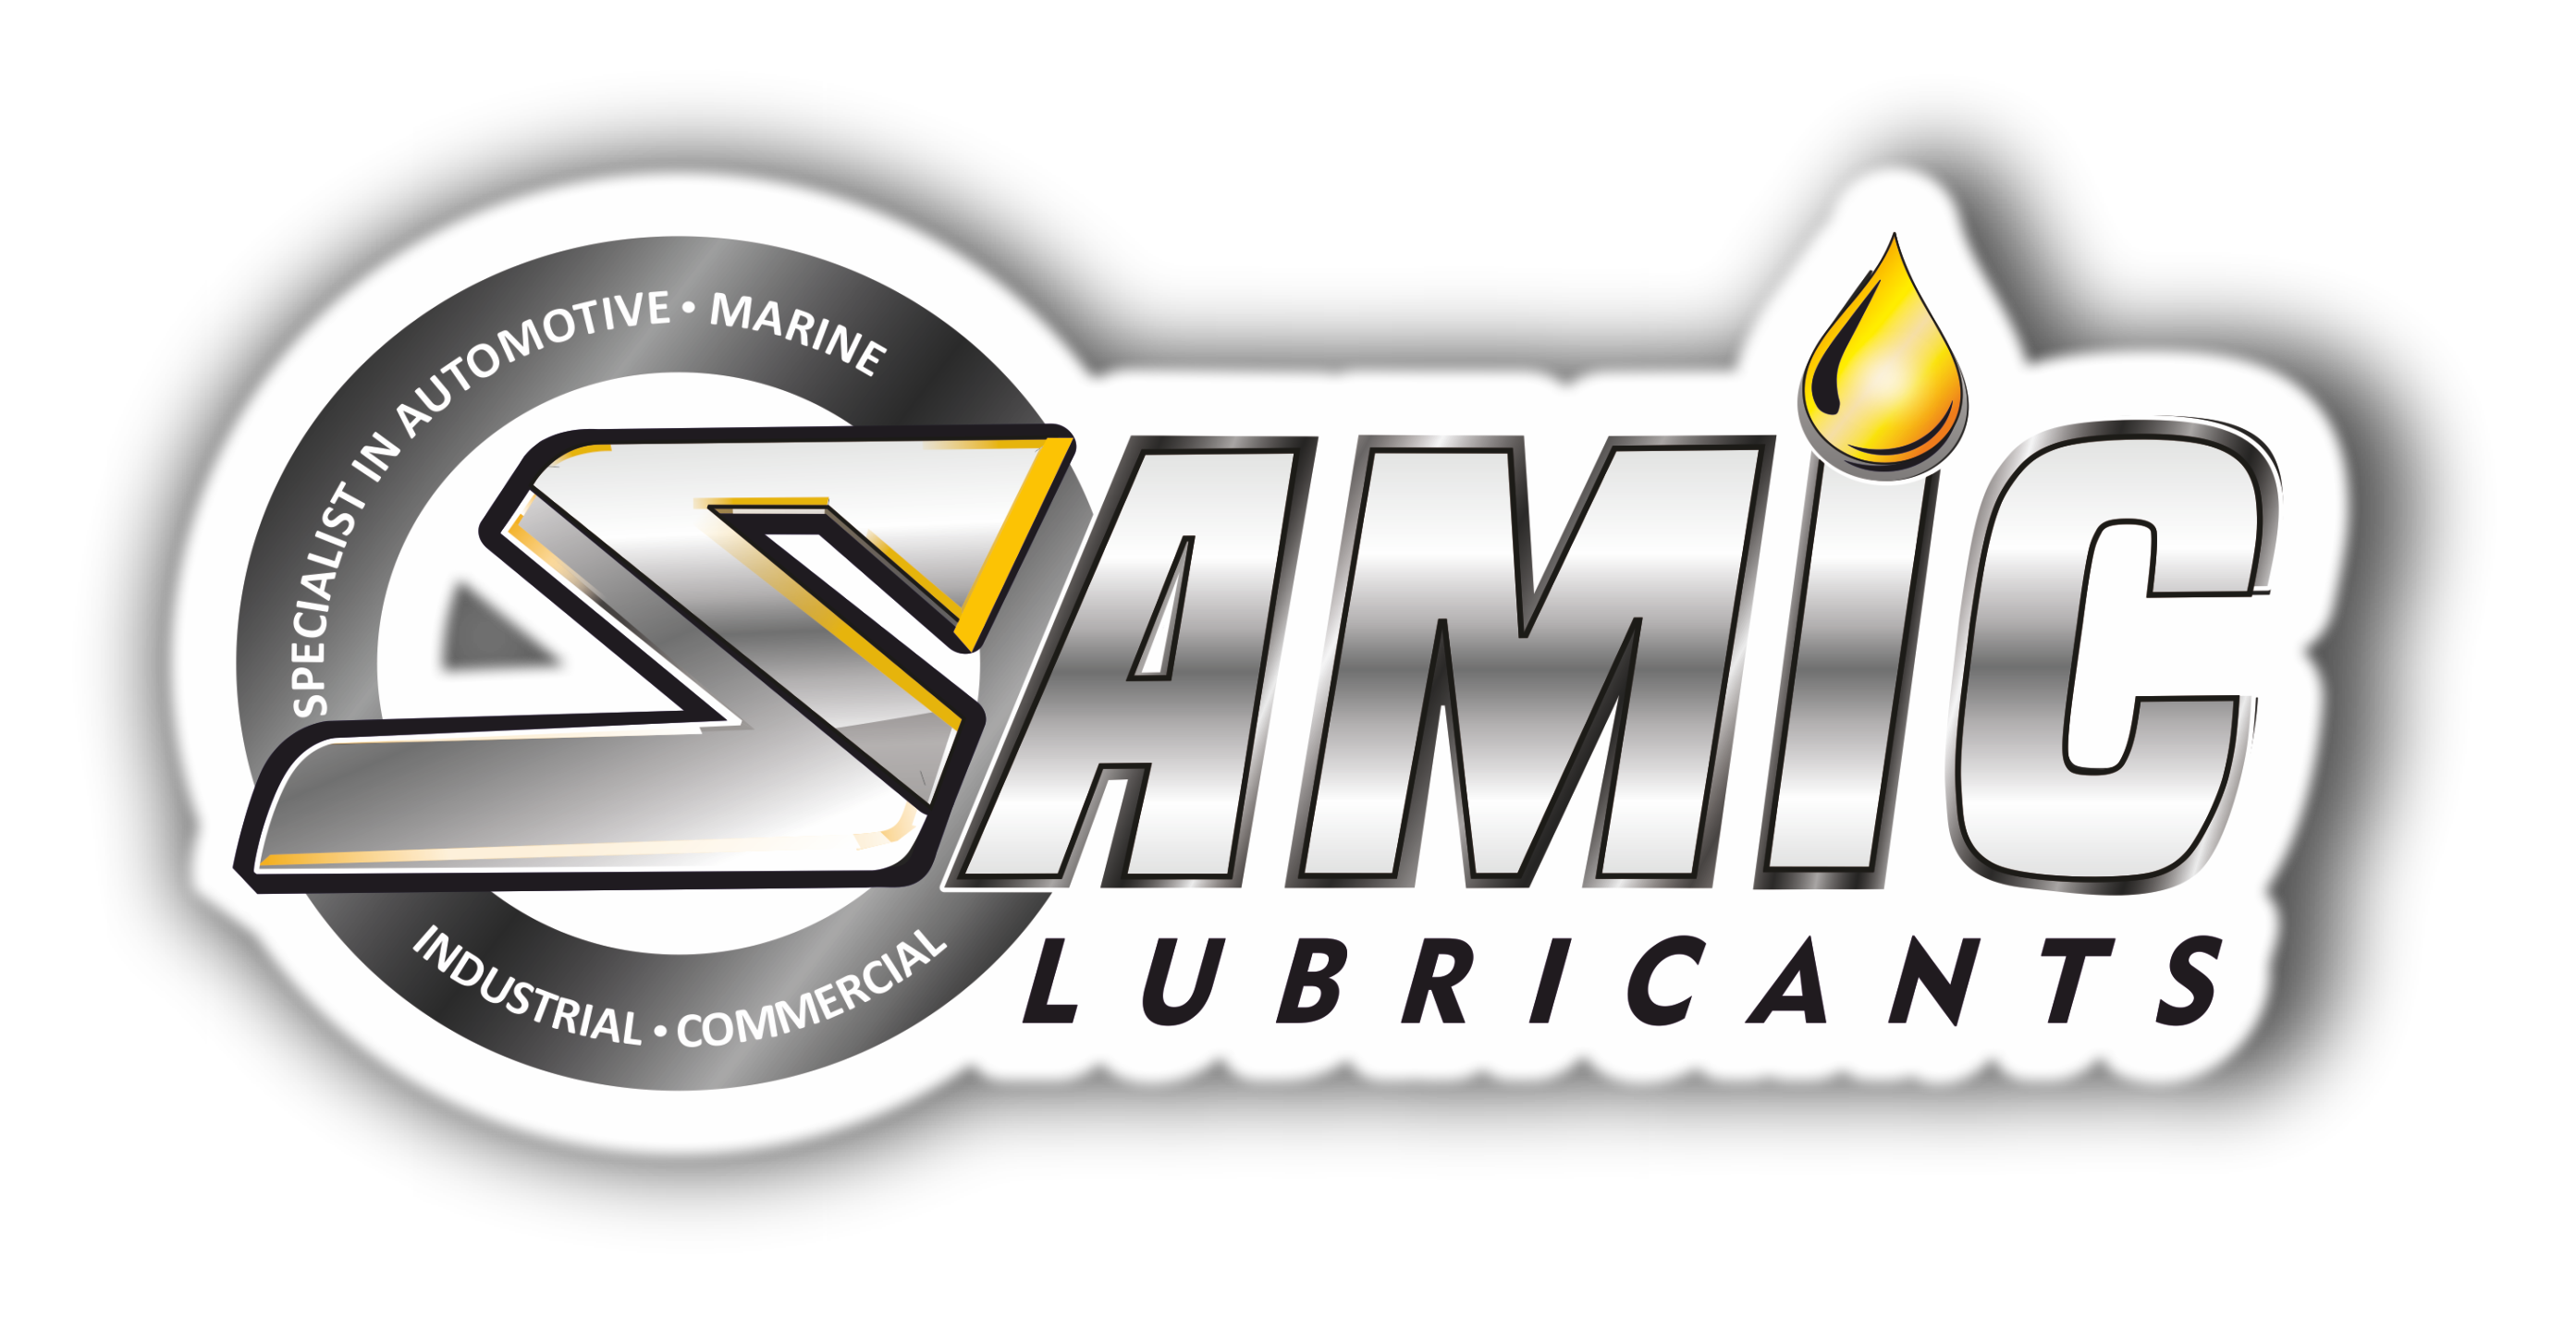 SPECIALIST IN AUTOMOTIVE • MARINE
SAMIC
LUBRICANTS
INDUSTRIAL • COMMERCIAL